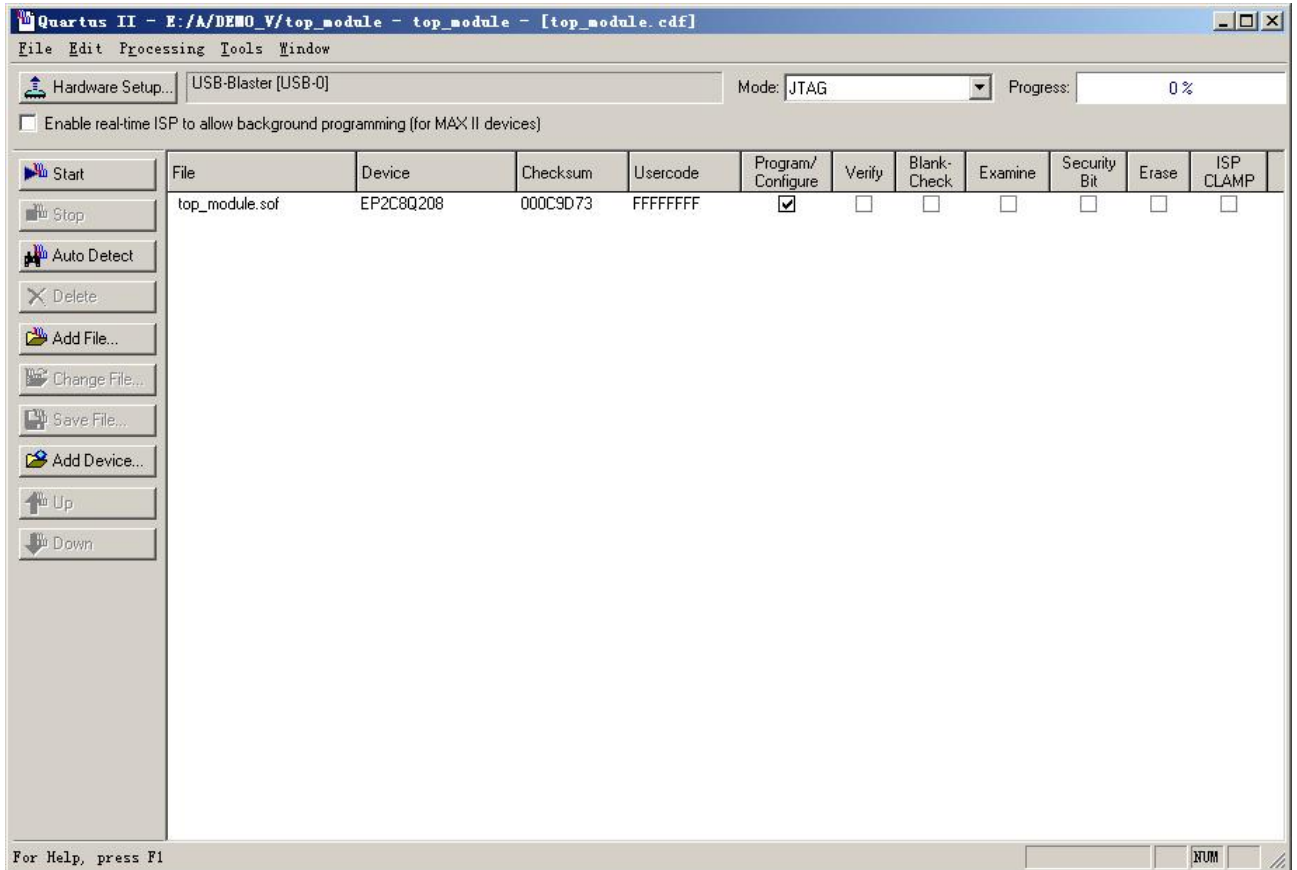 Quartus II - E:/A/DEMO_V/top_module - top_module - [top_module.cdf]
File Edit Processing Tools Window
Hardware Setup... USB-Blaster [USB-0] Mode: JTAG Progress: 0 %
Enable real-time ISP to allow background programming (for MAX II devices)
Start
Stop
Auto Detect
Delete
Add File...
Change File...
Save File...
Add Device...
Up
Down
File Device Checksum Usercode Program/ Configure Verify Blank- Check Examine Security Bit Erase ISP CLAMP
top_module.sof EP2C8Q208 000C9D73 FFFFFFFF
For Help, press F1 NUM